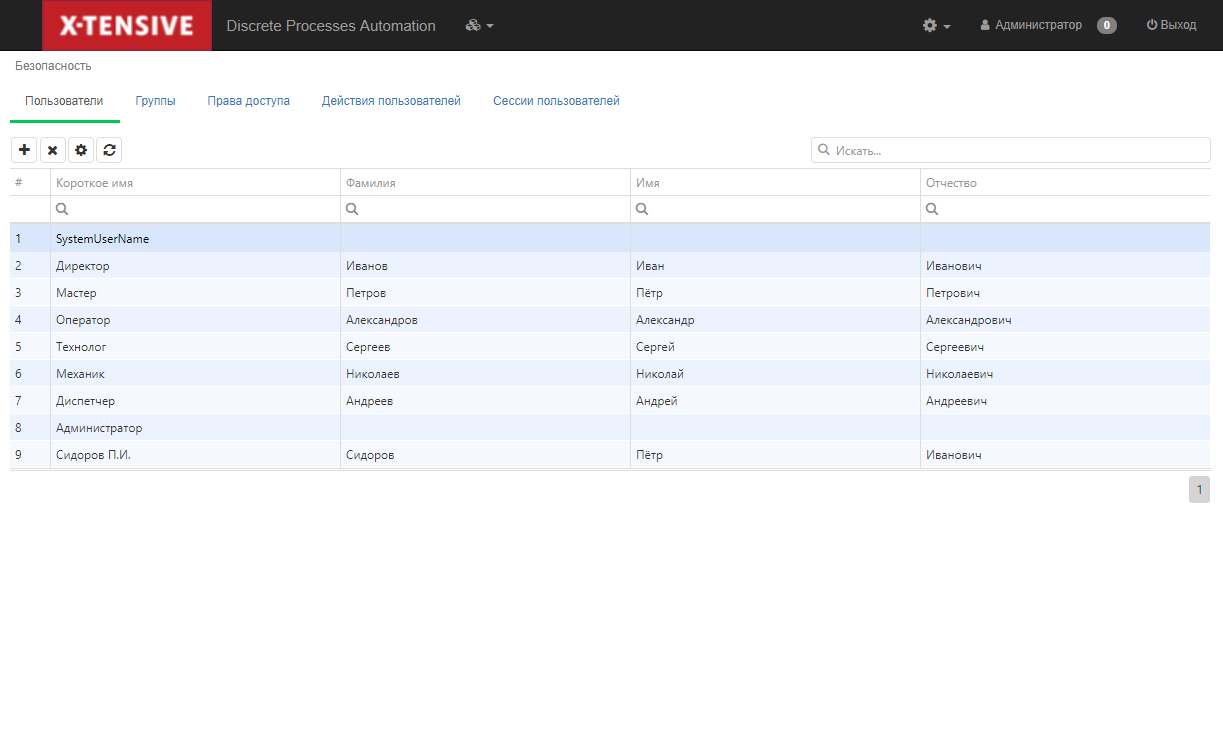 X-TENSIVE Discrete Processes Automation Администратор 0 Выход
Безопасность
Пользователи Группы Права доступа Действия пользователей Сессии пользователей
Искать...
# Короткое имя Фамилия Имя Отчество
1 SystemUserName
2 Директор Иванов Иван Иванович
3 Мастер Петров Пётр Петрович
4 Оператор Александров Александр Александрович
5 Технолог Сергеев Сергей Сергеевич
6 Механик Николаев Николай Николаевич
7 Диспетчер Андреев Андрей Андреевич
8 Администратор
9 Сидоров П.И. Сидоров Пётр Иванович
1